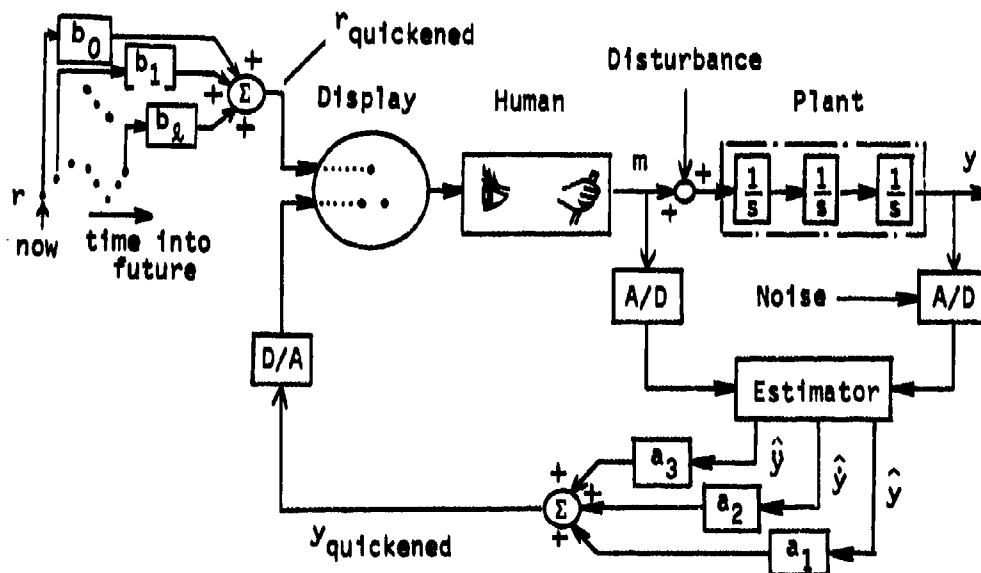 b₀
b₁
b_ℓ
+
+
+
Σ
r quickened
r
now
time into
future
Display
Human
Disturbance
Plant
m
+
+
1/s
1/s
1/s
y
A/D
Noise
A/D
D/A
Estimator
a₃
a₂
a₁
ŷ
ŷ
+
+
+
Σ
y quickened